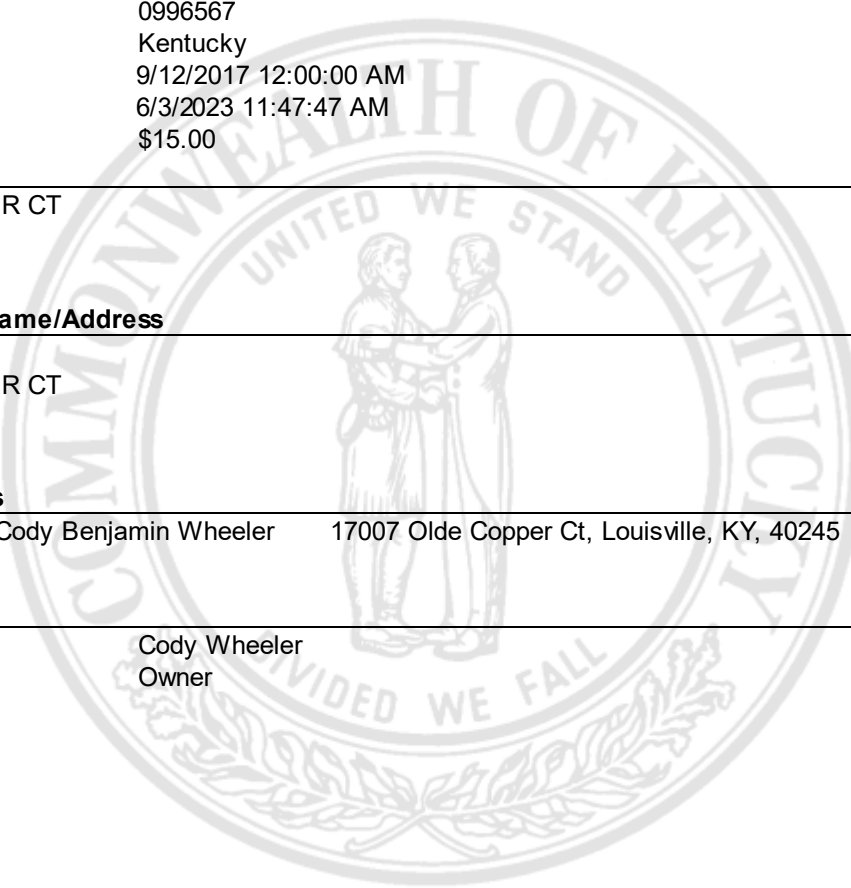 0996567
Kentucky
9/12/2017 12:00:00 AM
6/3/2023 11:47:47 AM
$15.00
R CT
ame/Address
R CT
s
Cody Benjamin Wheeler 17007 Olde Copper Ct, Louisville, KY, 40245
Cody Wheeler
Owner
COMMONWEALTH OF KENTUCKY
UNITED WE STAND
DIVIDED WE FALL